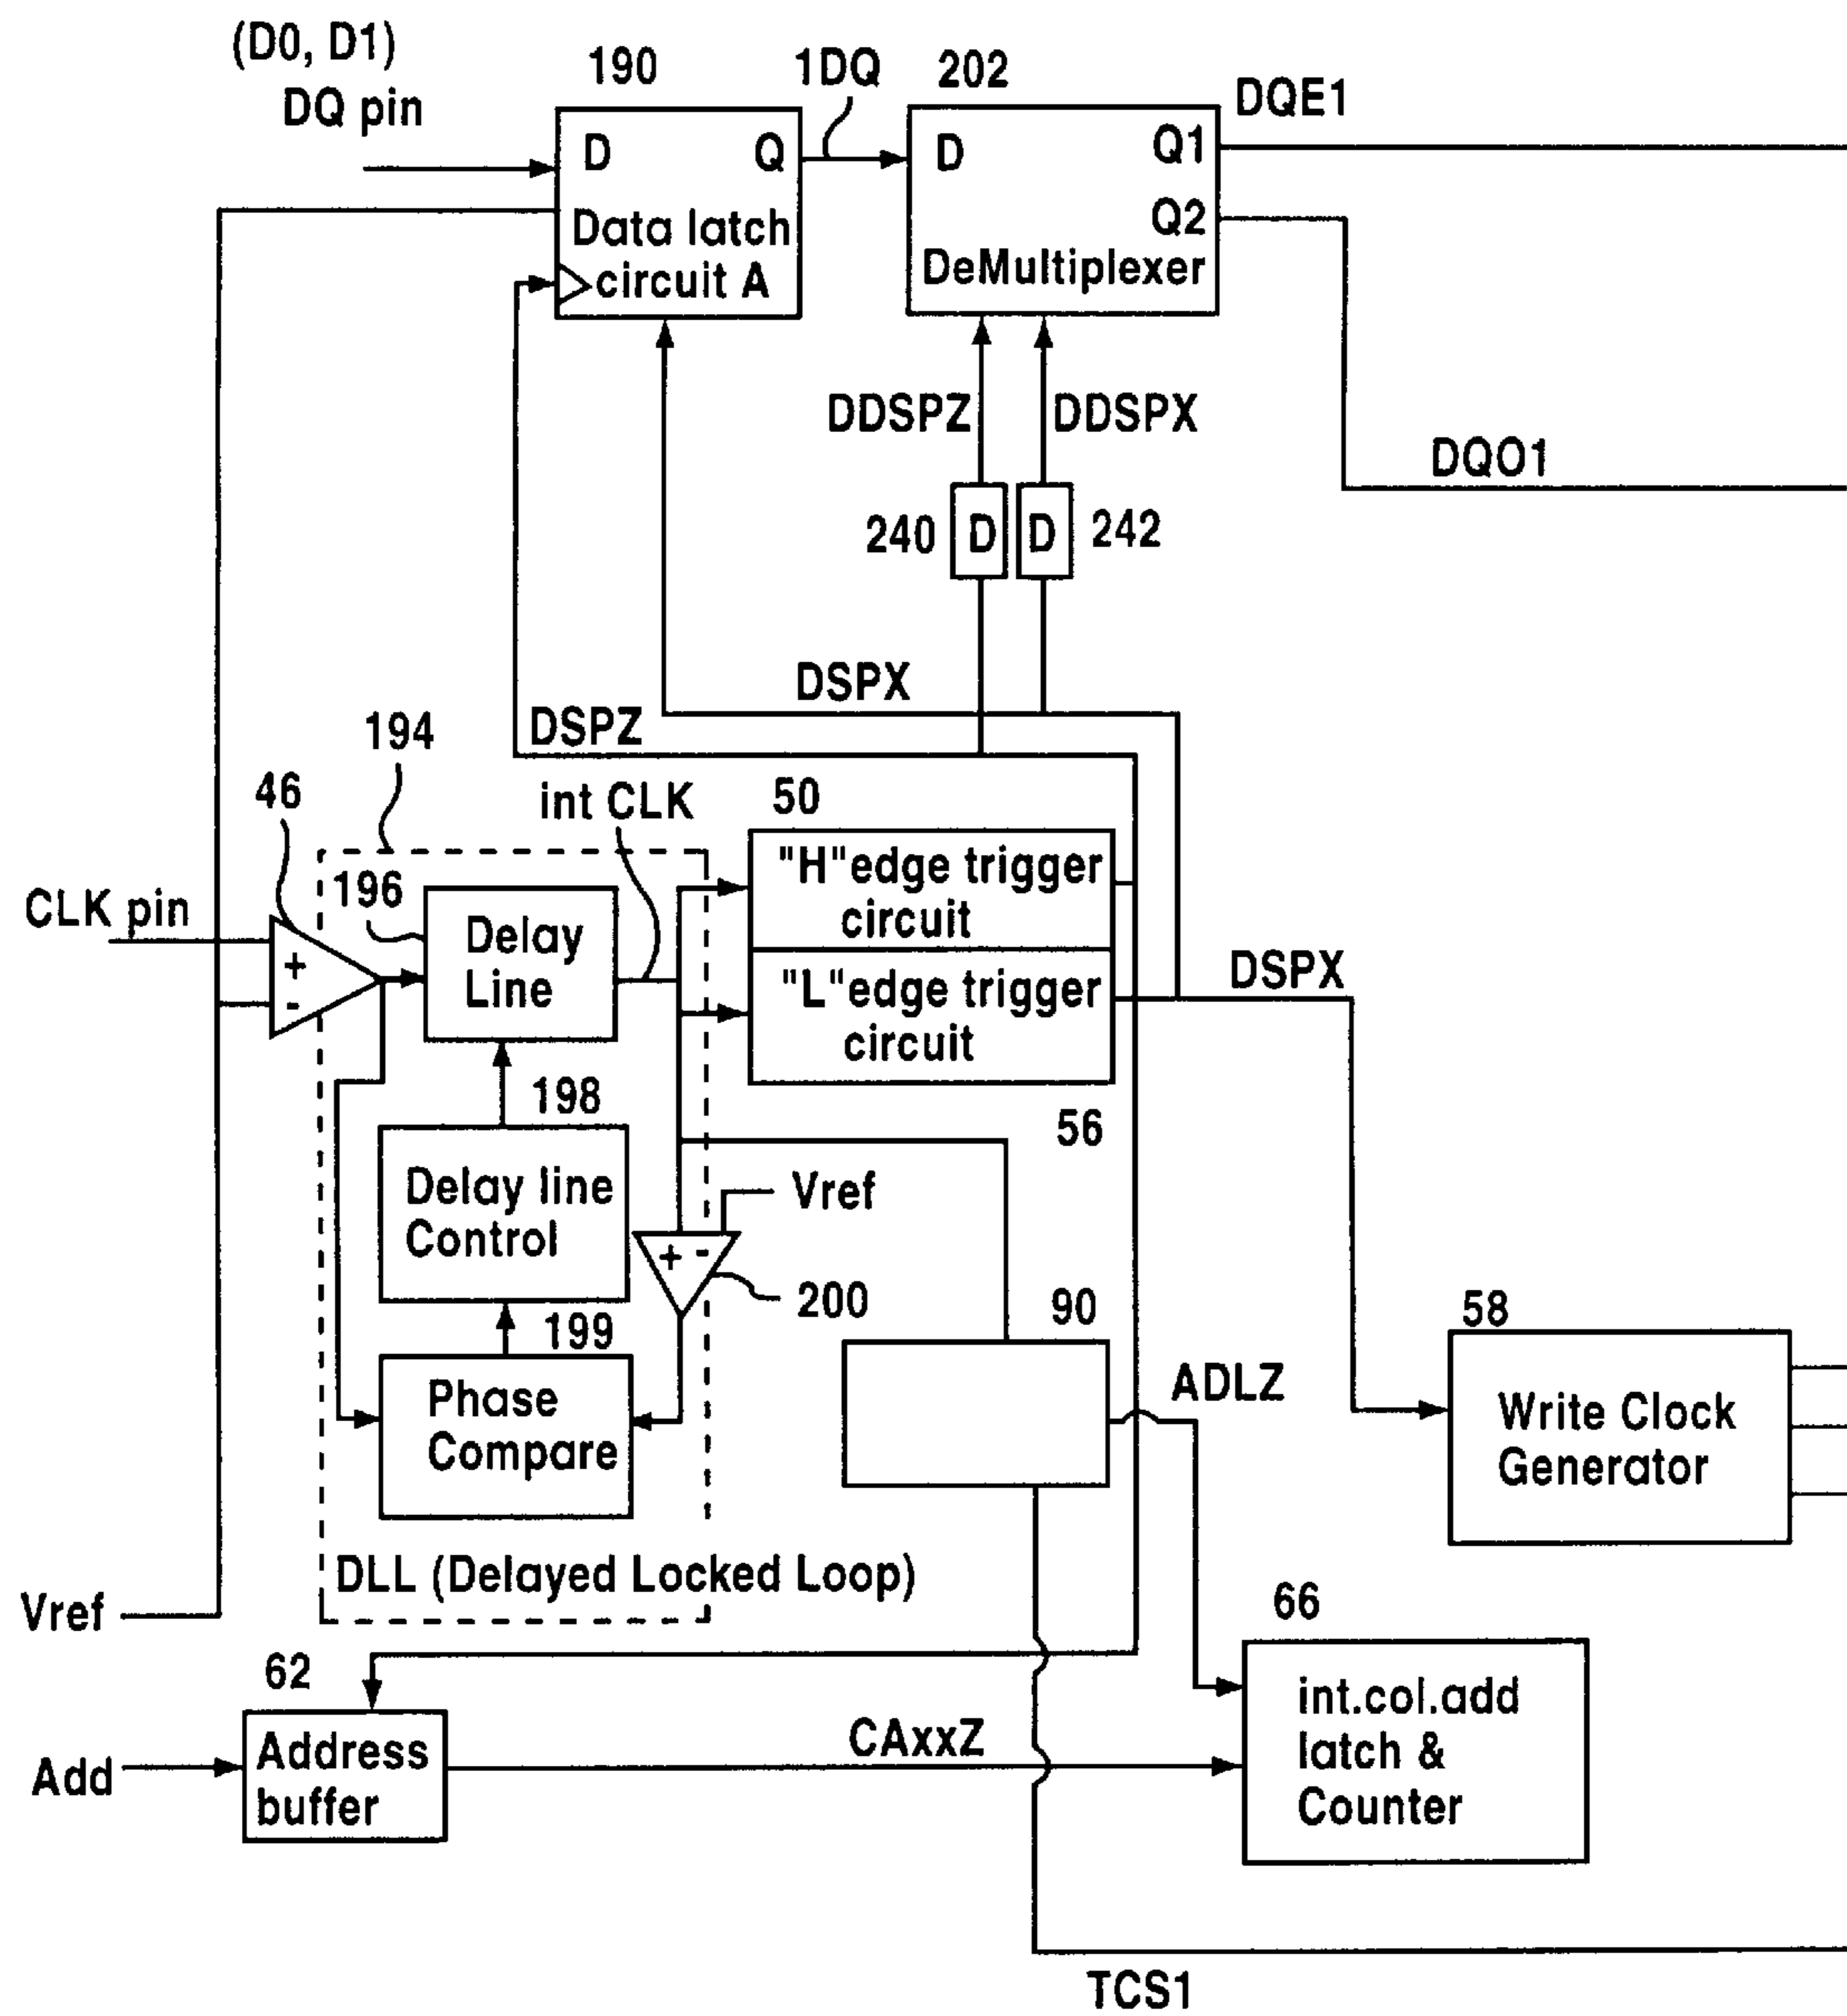 (D0, D1)
DQ pin
190
1DQ
202
DQE1
D
Q
Data latch
circuit A
D
Q1
Q2
DeMultiplexer
DDSPZ
DDSPX
DQO1
240
D
D
242
DSPX
DSPZ
194
46
int CLK
50
"H"edge trigger
circuit
196
CLK pin
Delay
Line
+
-
"L"edge trigger
circuit
DSPX
198
56
Delay line
Control
Vref
+ -
200
199
90
58
Phase
Compare
ADLZ
Write Clock
Generator
DLL (Delayed Locked Loop)
Vref
66
62
int.col.add
latch &
Counter
Add
Address
buffer
CAxxZ
TCS1